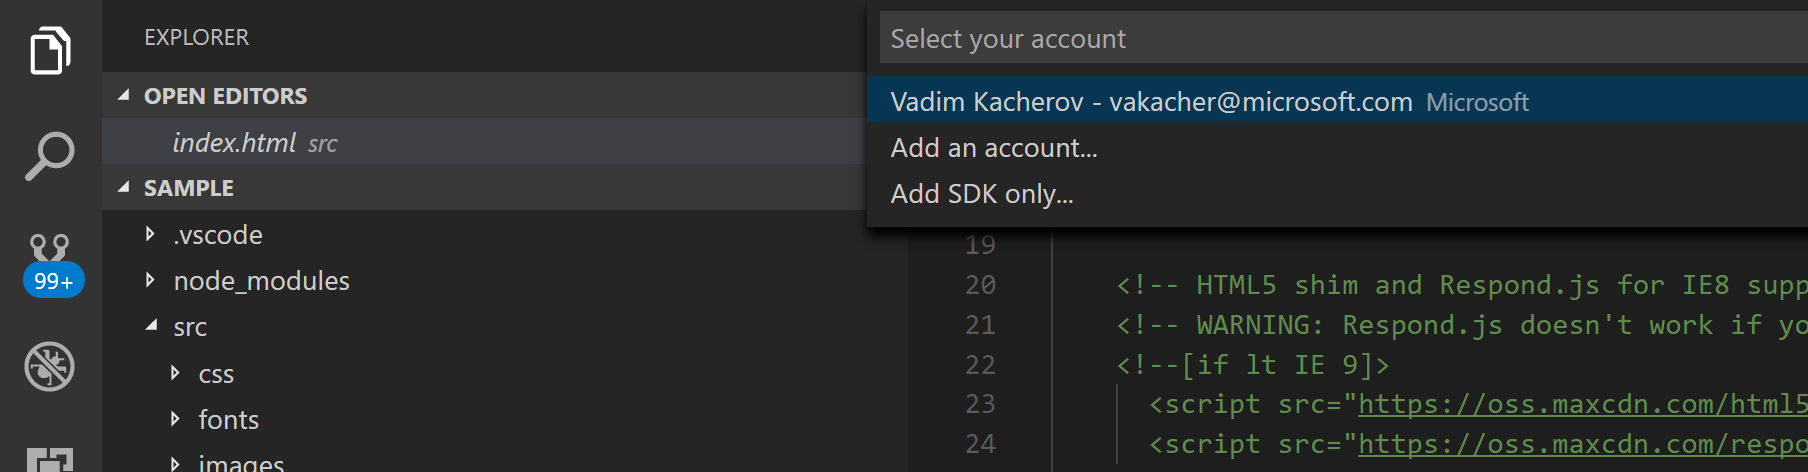 EXPLORER
OPEN EDITORS
index.html src
SAMPLE
.vscode
node_modules
src
css
fonts
images
99+
Select your account
Vadim Kacherov - vakacher@microsoft.com Microsoft
Add an account...
Add SDK only...
19
20 <!-- HTML5 shim and Respond.js for IE8 supp
21 <!-- WARNING: Respond.js doesn't work if yo
22 <!--[if lt IE 9]>
23 <script src="https://oss.maxcdn.com/html5
24 <script src="https://oss.maxcdn.com/respo